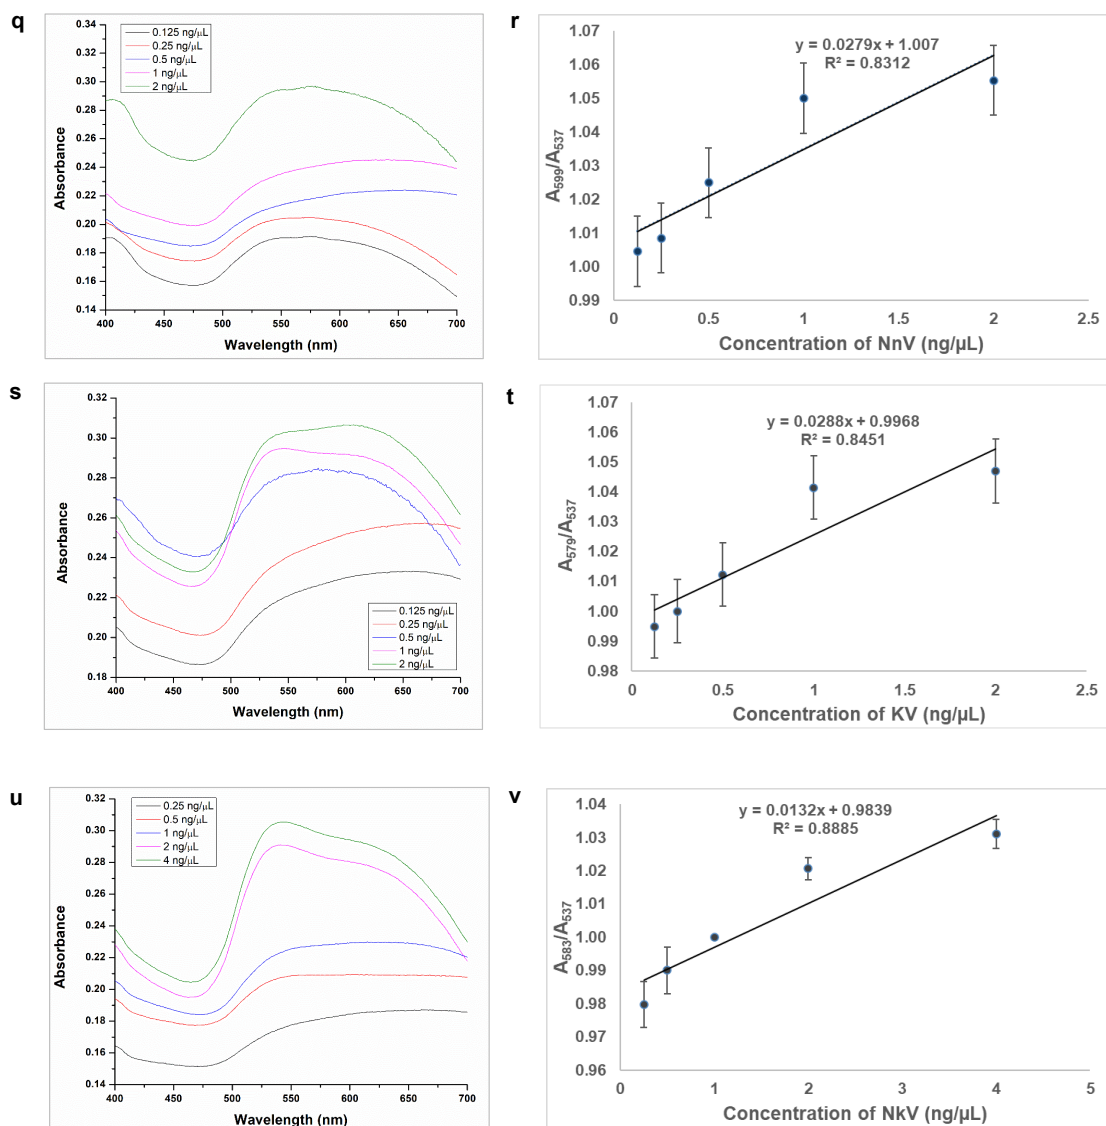 q
0.34
0.32
0.30
0.28
0.26
0.24
0.22
0.20
0.18
0.16
0.14
Absorbance
0.125 ng/μL
0.25 ng/μL
0.5 ng/μL
1 ng/μL
2 ng/μL
400 450 500 550 600 650 700
Wavelength (nm)
r
1.07
1.06
1.05
1.04
1.03
1.02
1.01
1.00
0.99
A599/A537
y = 0.0279x + 1.007
R² = 0.8312
0 0.5 1 1.5 2 2.5
Concentration of NnV (ng/µL)
s
0.32
0.30
0.28
0.26
0.24
0.22
0.20
0.18
Absorbance
0.125 ng/μL
0.25 ng/μL
0.5 ng/μL
1 ng/μL
2 ng/μL
400 450 500 550 600 650 700
Wavelength (nm)
t
1.07
1.06
1.05
1.04
1.03
1.02
1.01
1.00
0.99
0.98
A579/A537
y = 0.0288x + 0.9968
R² = 0.8451
0 0.5 1 1.5 2 2.5
Concentration of KV (ng/µL)
u
0.32
0.30
0.28
0.26
0.24
0.22
0.20
0.18
0.16
0.14
Absorbance
0.25 ng/μL
0.5 ng/μL
1 ng/μL
2 ng/μL
4 ng/μL
400 450 500 550 600 650 700
Wavelength (nm)
v
1.04
1.03
1.02
1.01
1.00
0.99
0.98
0.97
0.96
A583/A537
y = 0.0132x + 0.9839
R² = 0.8885
0 1 2 3 4 5
Concentration of NkV (ng/µL)